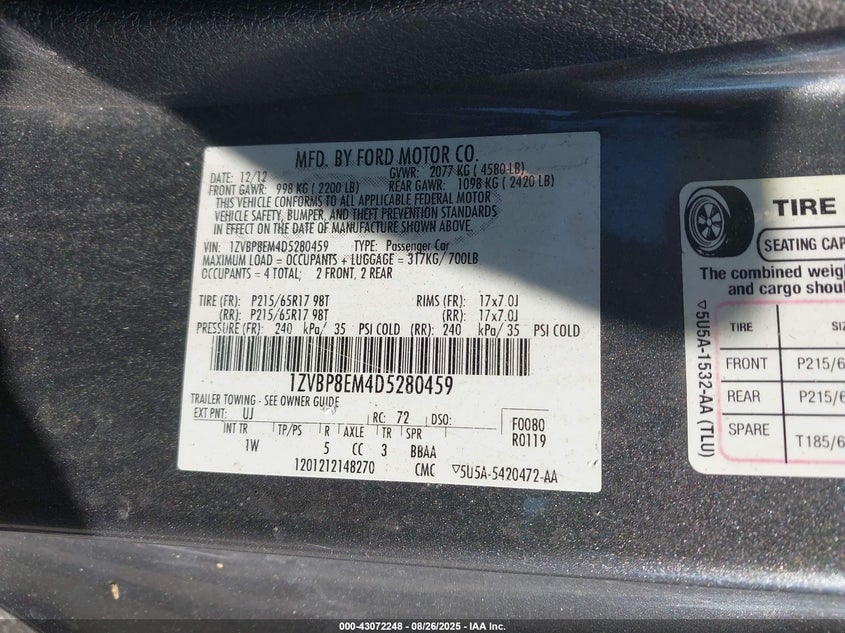 MFD. BY FORD MOTOR CO.
DATE: 12/12 GVWR: 2077 KG ( 4580 LB)
FRONT GAWR: 998 KG ( 2200 LB) REAR GAWR: 1098 KG ( 2420 LB)
THIS VEHICLE CONFORMS TO ALL APPLICABLE FEDERAL MOTOR
VEHICLE SAFETY, BUMPER, AND THEFT PREVENTION STANDARDS
IN EFFECT ON THE DATE OF MANUFACTURE SHOWN ABOVE.
VIN: 1ZVBP8EM4D5280459 TYPE: Passenger Car
MAXIMUM LOAD = OCCUPANTS + LUGGAGE = 317KG/700LB
OCCUPANTS = 4 TOTAL; 2 FRONT, 2 REAR
TIRE (FR): P215/65R17 98T RIMS (FR): 17x7.0J
(RR): P215/65R17 98T (RR): 17x7.0J
PRESSURE (FR): 240 kPa/ 35 PSI COLD (RR): 240 kPa/ 35 PSI COLD
1ZVBP8EM4D5280459
TRAILER TOWING - SEE OWNER GUIDE
EXT PNT: UJ RC: 72 DSO:
INT TR TP/PS R AXLE TR SPR
1W 5 CC 3 BBAA
F0080
R0119
1201212148270 CMC ▽5U5A-5420472-AA
TIRE
SEATING CAP
The combined weigh
and cargo shoul
TIRE SIZ
FRONT P215/6
REAR P215/6
SPARE T185/6
▽5U5A-1532-AA (TLU)
000-43072248 - 08/26/2025 - IAA Inc.